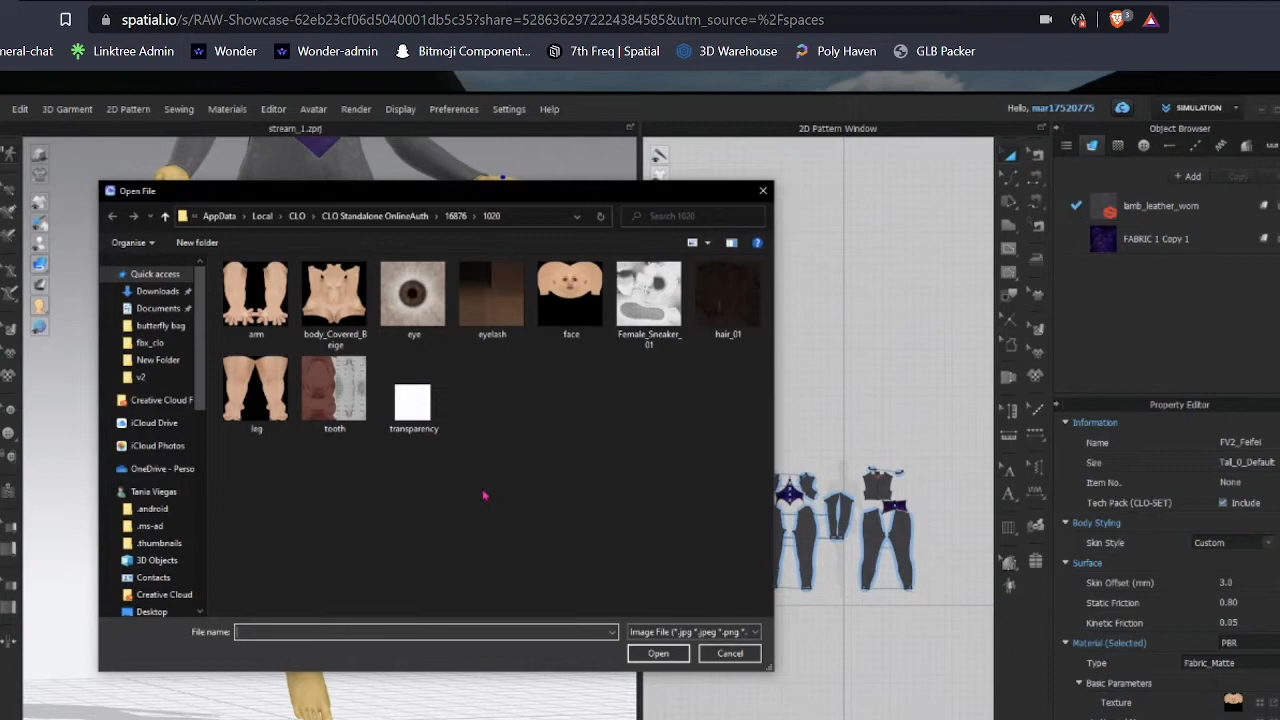 spatial.io/s/RAW-Showcase-62eb23cf06d5040001db5c35?share=5286362972224384585&utm_source=%2Fspaces
3
neral-chat Linktree Admin Wonder Wonder-admin Bitmoji Component... 7th Freq | Spatial 3D Warehouse Poly Haven GLB Packer
Edit 3D Garment 2D Pattern Sewing Materials Editor Avatar Render Display Preferences Settings Help Hello, mar17520775 SIMULATION
stream_1.zprj 2D Pattern Window Object Browser
+ Add Copy
lamb_leather_worn
FABRIC 1 Copy 1
Open File
AppData Local CLO CLO Standalone OnlineAuth 16876 1020 Search 1020
Organise New folder
Quick access
Downloads
Documents
butterfly bag
fbx_clo
New Folder
v2
Creative Cloud F
iCloud Drive
iCloud Photos
OneDrive - Perso
Tania Viegas
.android
.ms-ad
.thumbnails
3D Objects
Contacts
Creative Cloud
Desktop
arm body_Covered_B
eige eye eyelash face Female_Sneaker_
01 hair_01
leg tooth transparency
File name: Image File (*.jpg *.jpeg *.png *.
Open Cancel
Property Editor
Information
Name FV2_Feifei
Size Tall_0_Default
Item No. None
Tech Pack (CLO-SET) Include
Body Styling
Skin Style Custom
Surface
Skin Offset (mm) 3.0
Static Friction 0.80
Kinetic Friction 0.05
Material (Selected) PBR
Type Fabric_Matte
Basic Parameters
Texture